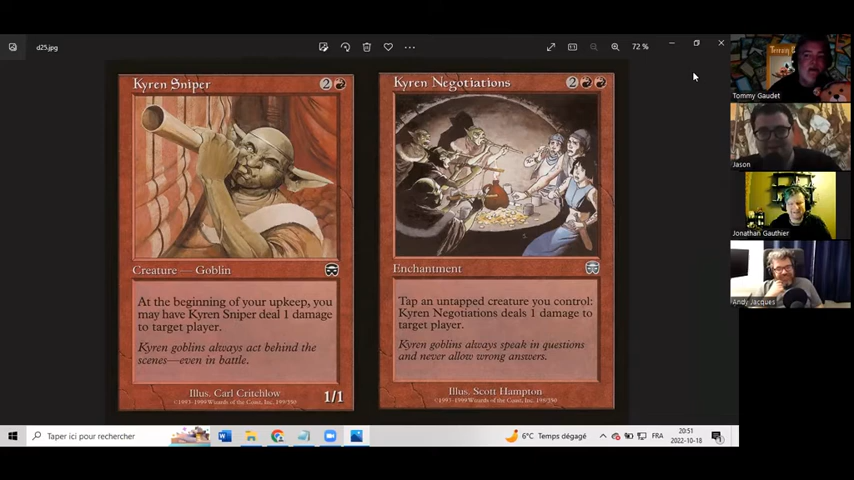 d25.jpg
72 %
Kyren Sniper 2
Creature — Goblin
At the beginning of your upkeep, you
may have Kyren Sniper deal 1 damage
to target player.
Kyren goblins always act behind the
scenes—even in battle.
Illus. Carl Critchlow
1/1
Kyren Negotiations 2
Enchantment
Tap an untapped creature you control:
Kyren Negotiations deals 1 damage to
target player.
Kyren goblins always speak in questions
and never allow wrong answers.
Illus. Scott Hampton
Tommy Gaudet
Jason
Jonathan Gauthier
Andy Jacques
Taper ici pour rechercher
6°C Temps dégagé
FRA
20:51
2022-10-18